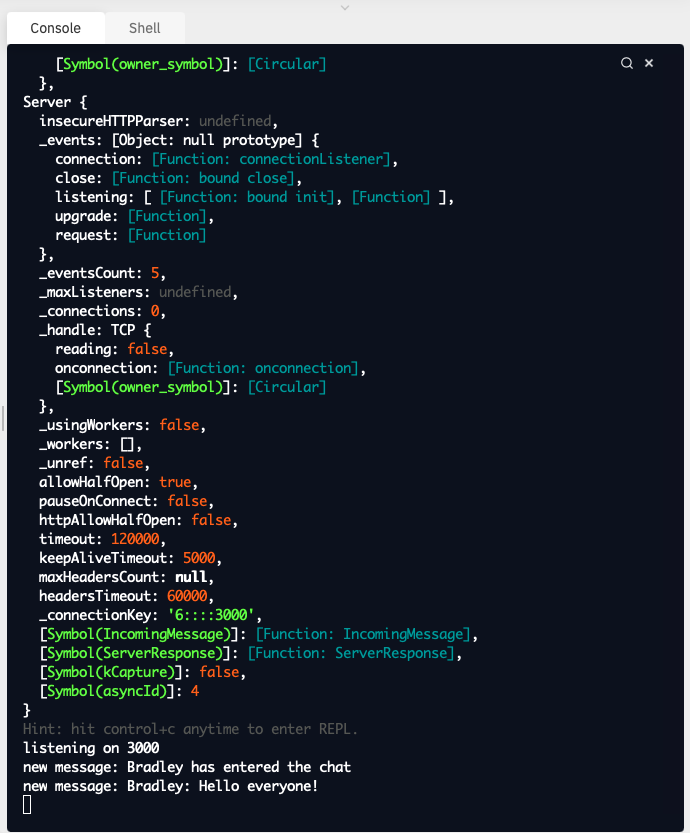 Console Shell
[Symbol(owner_symbol)]: [Circular]
},
Server {
insecureHTTPParser: undefined,
_events: [Object: null prototype] {
connection: [Function: connectionListener],
close: [Function: bound close],
listening: [ [Function: bound init], [Function] ],
upgrade: [Function],
request: [Function]
},
_eventsCount: 5,
_maxListeners: undefined,
_connections: 0,
_handle: TCP {
reading: false,
onconnection: [Function: onconnection],
[Symbol(owner_symbol)]: [Circular]
},
_usingWorkers: false,
_workers: [],
_unref: false,
allowHalfOpen: true,
pauseOnConnect: false,
httpAllowHalfOpen: false,
timeout: 120000,
keepAliveTimeout: 5000,
maxHeadersCount: null,
headersTimeout: 60000,
_connectionKey: '6::::3000',
[Symbol(IncomingMessage)]: [Function: IncomingMessage],
[Symbol(ServerResponse)]: [Function: ServerResponse],
[Symbol(kCapture)]: false,
[Symbol(asyncId)]: 4
}
Hint: hit control+c anytime to enter REPL.
listening on 3000
new message: Bradley has entered the chat
new message: Bradley: Hello everyone!